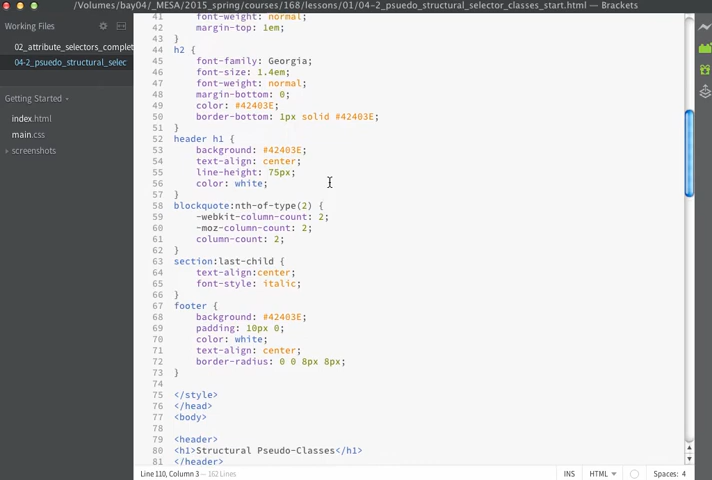 /Volumes/bay04/_MESA/2015_spring/courses/168/lessons/01/04-2_psuedo_structural_selector_classes_start.html — Brackets
Working Files
02_attribute_selectors_complet
04-2_psuedo_structural_selec
Getting Started
index.html
main.css
screenshots
41 font-weight: normal;
42 margin-top: 1em;
43 }
44 h2 {
45 font-family: Georgia;
46 font-size: 1.4em;
47 font-weight: normal;
48 margin-bottom: 0;
49 color: #42403E;
50 border-bottom: 1px solid #42403E;
51 }
52 header h1 {
53 background: #42403E;
54 text-align: center;
55 line-height: 75px;
56 color: white;
57 }
58 blockquote:nth-of-type(2) {
59 -webkit-column-count: 2;
60 -moz-column-count: 2;
61 column-count: 2;
62 }
63 section:last-child {
64 text-align:center;
65 font-style: italic;
66 }
67 footer {
68 background: #42403E;
69 padding: 10px 0;
70 color: white;
71 text-align: center;
72 border-radius: 0 0 8px 8px;
73 }
74
75 </style>
76 </head>
77 <body>
78
79 <header>
80 <h1>Structural Pseudo-Classes</h1>
81 </header>
Line 110, Column 3 — 162 Lines
INS
HTML
Spaces: 4